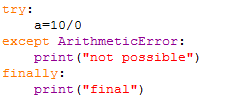 try:
    a=10/0
except ArithmeticError:
    print("not possible")
finally:
    print("final")